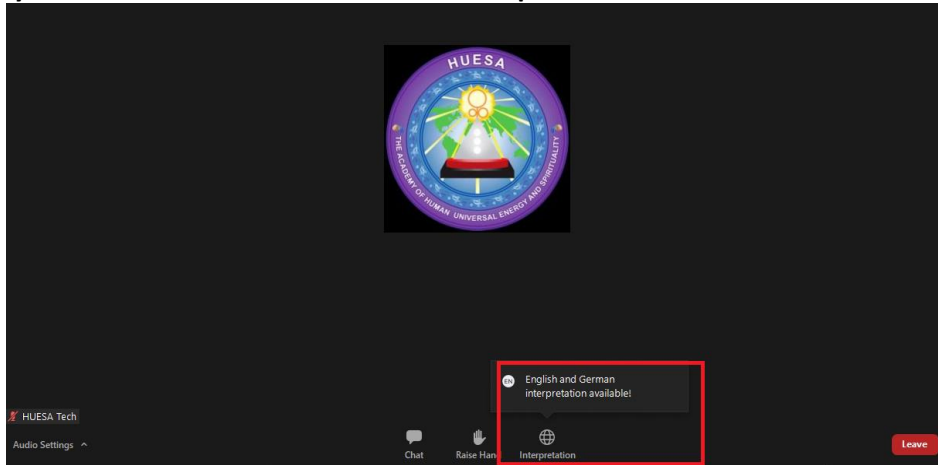 HUESA
THE ACADEMY OF HUMAN UNIVERSAL ENERGY AND SPIRITUALITY
EN
English and German
interpretation available!
HUESA Tech
Audio Settings
Chat
Raise Hand
Interpretation
Leave